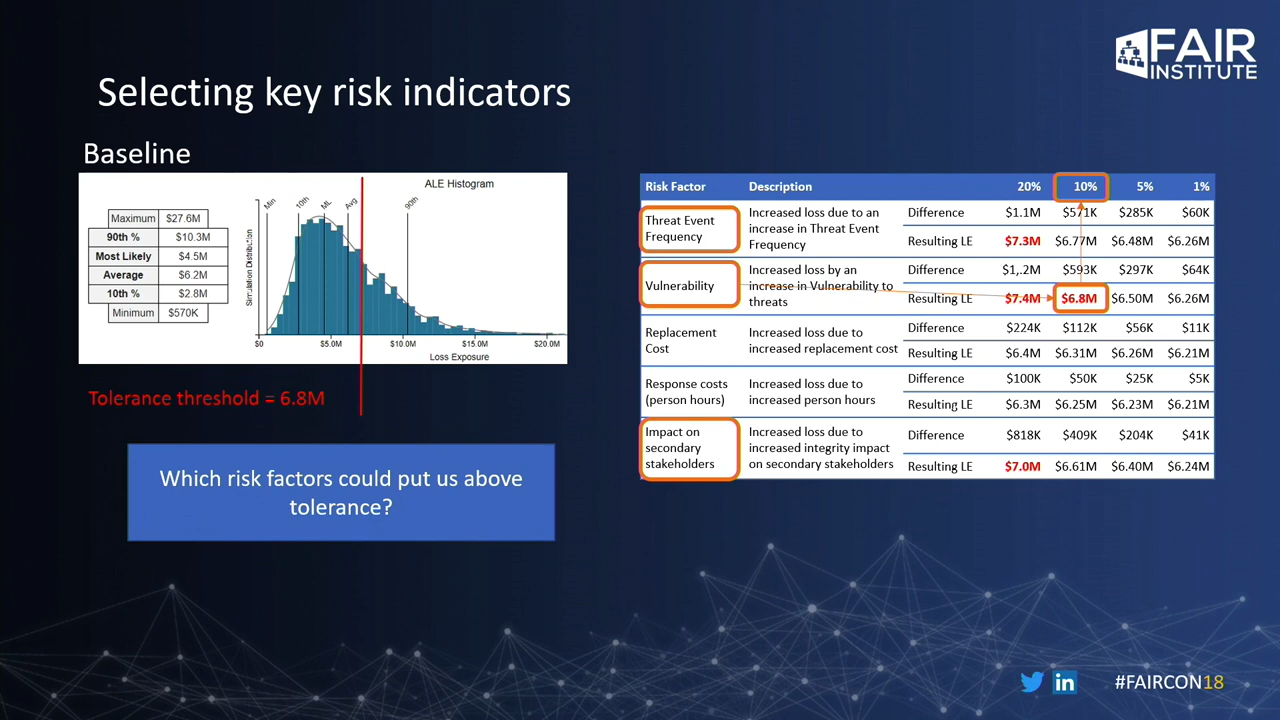 FAIR
INSTITUTE
Selecting key risk indicators
Baseline
Maximum $27.6M
90th % $10.3M
Most Likely $4.5M
Average $6.2M
10th % $2.8M
Minimum $570K
ALE Histogram
Min 10th ML Avg 90th
Simulation Distribution
$0 $5.0M $10.0M $15.0M $20.0M
Loss Exposure
Tolerance threshold = 6.8M
Which risk factors could put us above
tolerance?
Risk Factor Description 20% 10% 5% 1%
Threat Event
Frequency
Increased loss due to an
increase in Threat Event
Frequency
Difference $1.1M $571K $285K $60K
Resulting LE $7.3M $6.77M $6.48M $6.26M
Vulnerability
Increased loss by an
increase in Vulnerability to
threats
Difference $1,.2M $593K $297K $64K
Resulting LE $7.4M $6.8M $6.50M $6.26M
Replacement
Cost
Increased loss due to
increased replacement cost
Difference $224K $112K $56K $11K
Resulting LE $6.4M $6.31M $6.26M $6.21M
Response costs
(person hours)
Increased loss due to
increased person hours
Difference $100K $50K $25K $5K
Resulting LE $6.3M $6.25M $6.23M $6.21M
Impact on
secondary
stakeholders
Increased loss due to
increased integrity impact
on secondary stakeholders
Difference $818K $409K $204K $41K
Resulting LE $7.0M $6.61M $6.40M $6.24M
in
#FAIRCON18